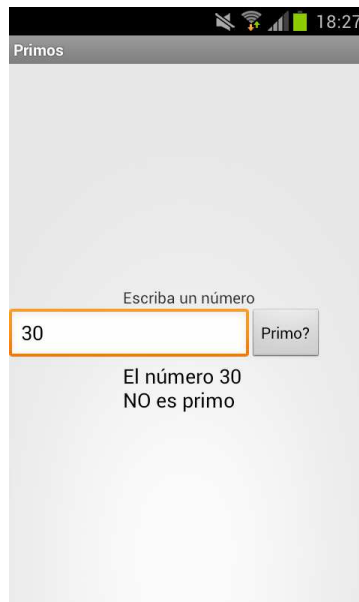 18:27
Primos
Escriba un número
30
Primo?
El número 30
NO es primo